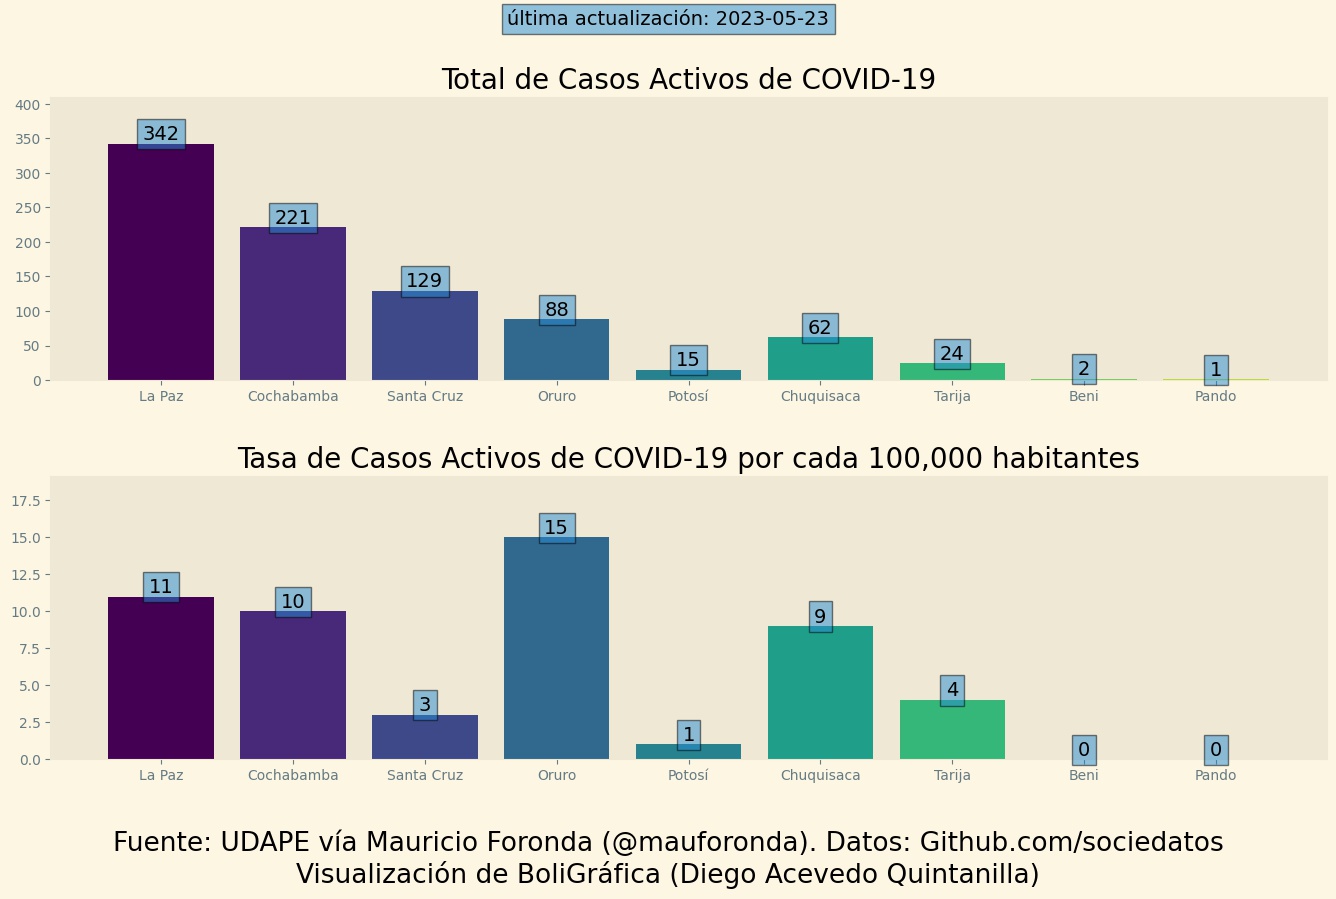 última actualización: 2023-05-23
Total de Casos Activos de COVID-19
400
350
300
250
200
150
100
50
0
342
221
129
88
15
62
24
2
1
La Paz
Cochabamba
Santa Cruz
Oruro
Potosí
Chuquisaca
Tarija
Beni
Pando
Tasa de Casos Activos de COVID-19 por cada 100,000 habitantes
17.5
15.0
12.5
10.0
7.5
5.0
2.5
0.0
11
10
3
15
1
9
4
0
0
La Paz
Cochabamba
Santa Cruz
Oruro
Potosí
Chuquisaca
Tarija
Beni
Pando
Fuente: UDAPE vía Mauricio Foronda (@mauforonda). Datos: Github.com/sociedatos
Visualización de BoliGráfica (Diego Acevedo Quintanilla)